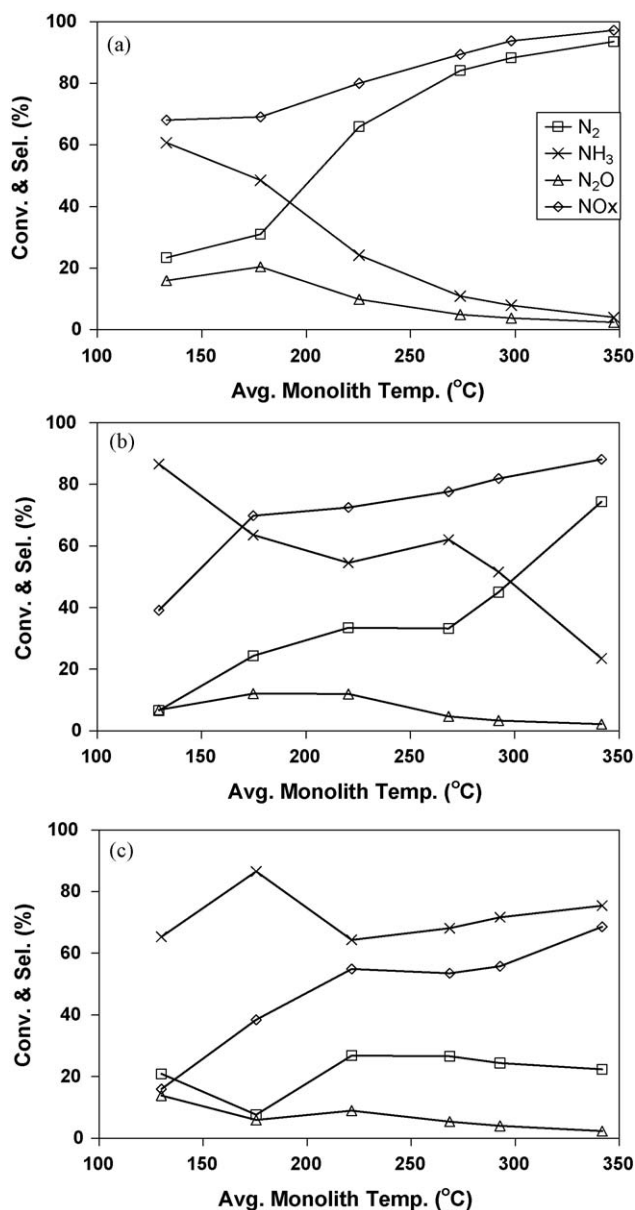 (a)
Conv. & Sel. (%)
100
80
60
40
20
0
N₂
NH₃
N₂O
NOx
100 150 200 250 300 350
Avg. Monolith Temp. (°C)
(b)
Conv. & Sel. (%)
100
80
60
40
20
0
100 150 200 250 300 350
Avg. Monolith Temp. (°C)
(c)
Conv. & Sel. (%)
100
80
60
40
20
0
100 150 200 250 300 350
Avg. Monolith Temp. (°C)